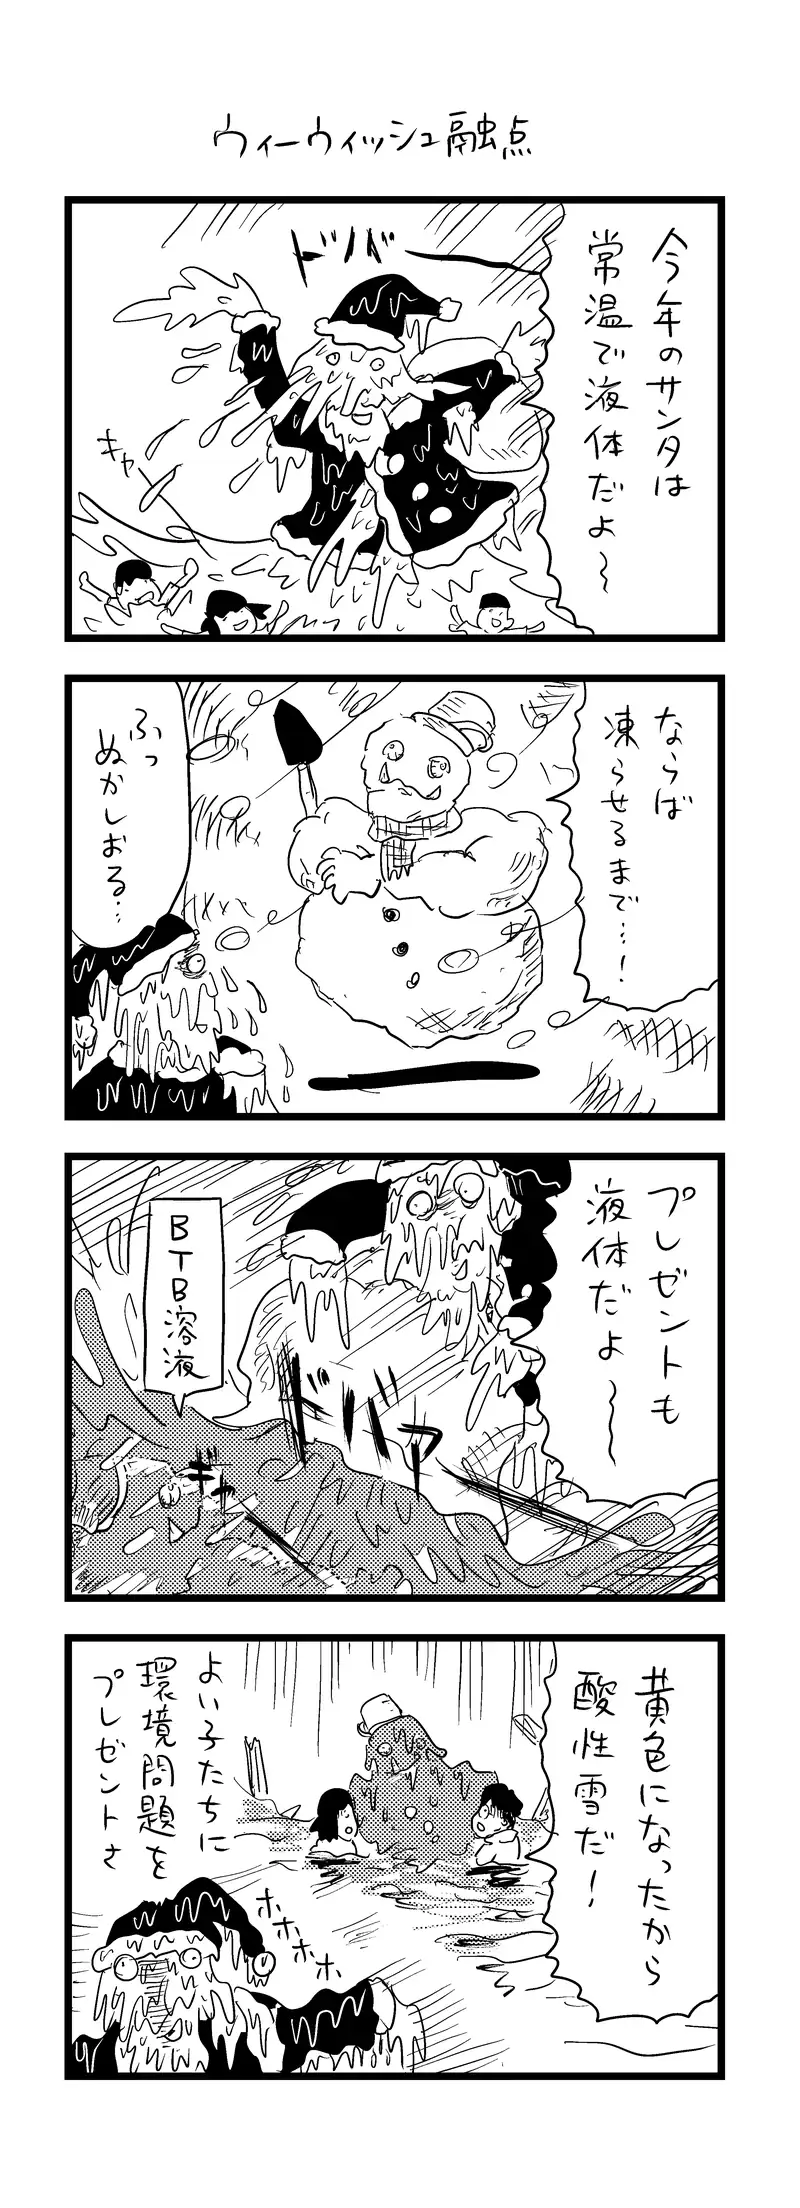 ウィーウィッシュ融点
今年のサンタは
常温で液体だよ～
ドバー
キャー
ならば
凍らせるまで…!
ふっ
ぬかしおる…
プレゼントも
液体だよ～
BTB溶液
ドバァ
ギャー
黄色になったから
酸性雪だ!
よい子たちに
環境問題を
プレゼントさ
ホホホホ